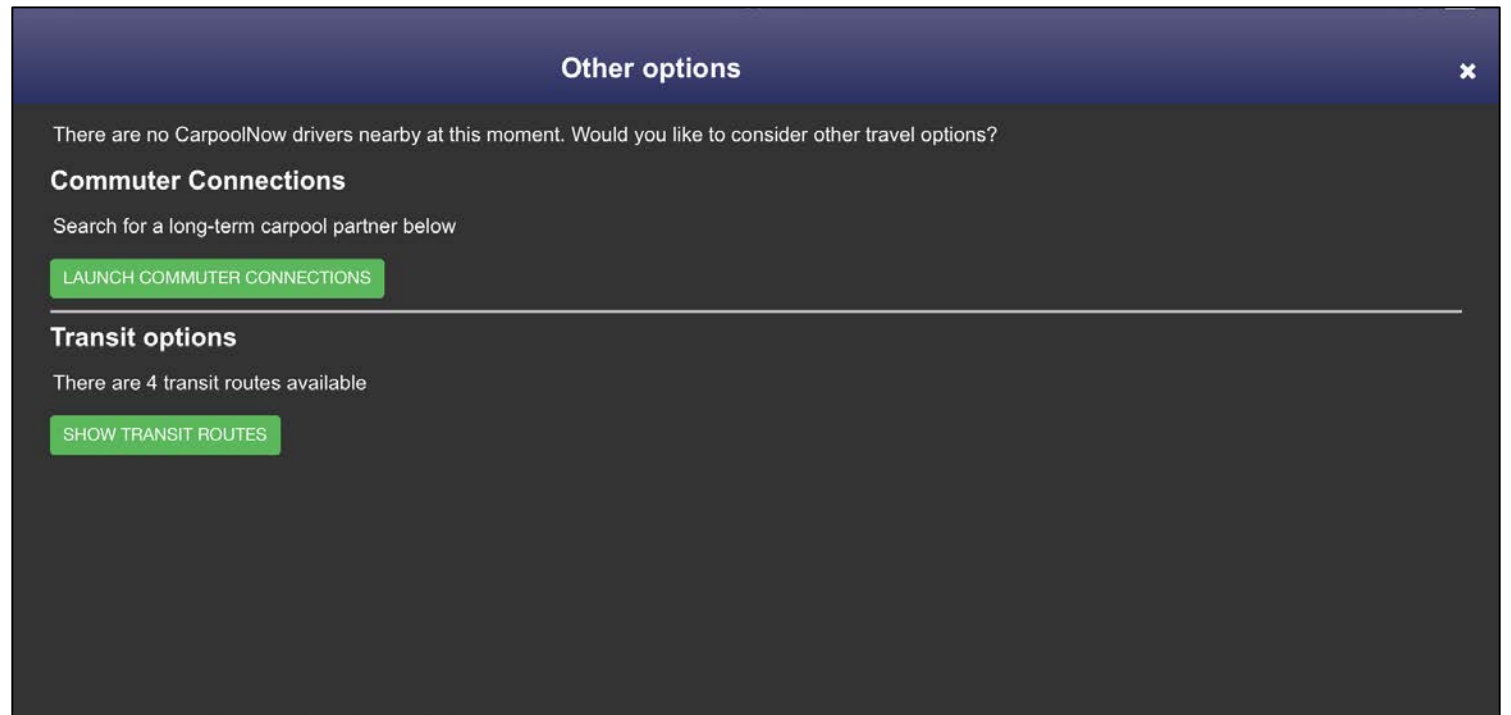 Other options
There are no CarpoolNow drivers nearby at this moment. Would you like to consider other travel options?
Commuter Connections
Search for a long-term carpool partner below
LAUNCH COMMUTER CONNECTIONS
Transit options
There are 4 transit routes available
SHOW TRANSIT ROUTES